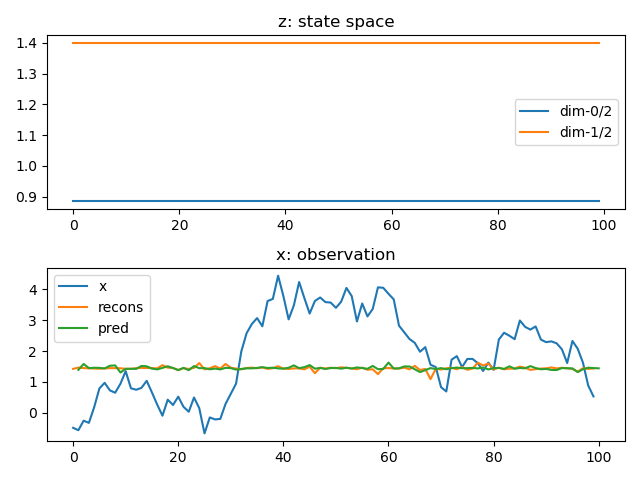 z: state space
1.4
1.3
1.2
1.1
1.0
0.9
dim-0/2
dim-1/2
0 20 40 60 80 100
x: observation
4
3
2
1
0
x
recons
pred
0 20 40 60 80 100